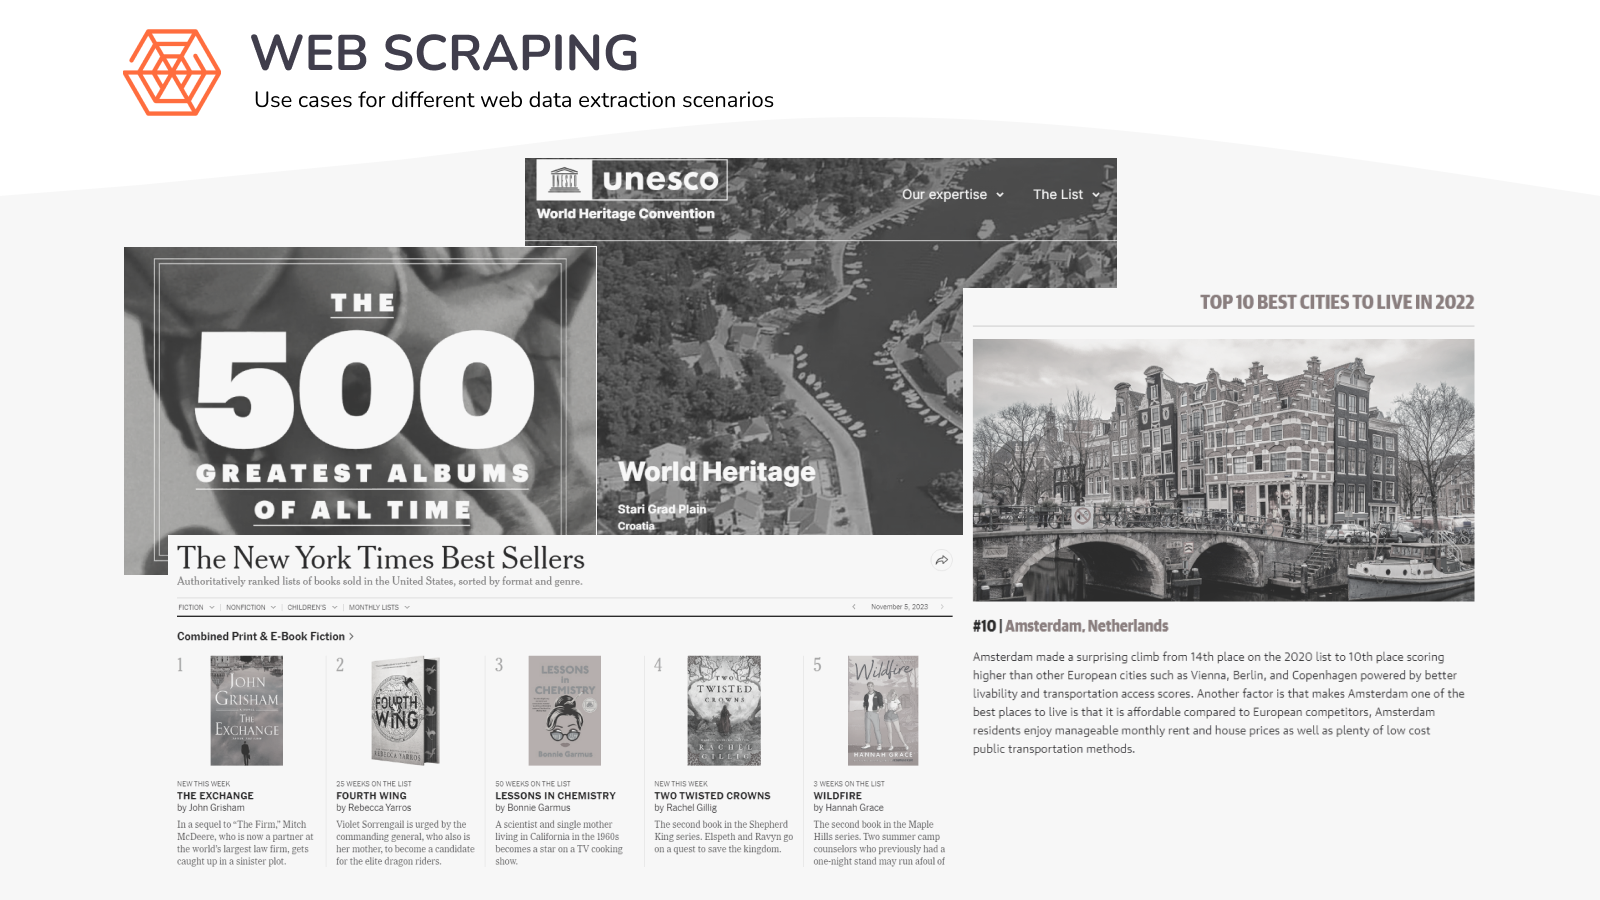 WEB SCRAPING
Use cases for different web data extraction scenarios
unesco
World Heritage Convention
Our expertise
The List
THE
500
GREATEST ALBUMS
OF ALL TIME
World Heritage
Stari Grad Plain
Croatia
TOP 10 BEST CITIES TO LIVE IN 2022
#10 | Amsterdam, Netherlands
Amsterdam made a surprising climb from 14th place on the 2020 list to 10th place scoring
higher than other European cities such as Vienna, Berlin, and Copenhagen powered by better
livability and transportation access scores. Another factor is that makes Amsterdam one of the
best places to live is that it is affordable compared to European competitors, Amsterdam
residents enjoy manageable monthly rent and house prices as well as plenty of low cost
public transportation methods.
The New York Times Best Sellers
Authoritatively ranked lists of books sold in the United States, sorted by format and genre.
FICTION | NONFICTION | CHILDREN'S | MONTHLY LISTS
November 5, 2023
Combined Print & E-Book Fiction
1
JOHN
GRISHAM
THE
EXCHANGE
NEW THIS WEEK
THE EXCHANGE
by John Grisham
In a sequel to “The Firm,” Mitch
McDeere, who is now a partner at
the world's largest law firm, gets
caught up in a sinister plot.
2
FOURTH
WING
REBECCA YARROS
25 WEEKS ON THE LIST
FOURTH WING
by Rebecca Yarros
Violet Sorrengail is urged by the
commanding general, who also is
her mother, to become a candidate
for the elite dragon riders.
3
LESSONS
in
CHEMISTRY
Bonnie Garmus
50 WEEKS ON THE LIST
LESSONS IN CHEMISTRY
by Bonnie Garmus
A scientist and single mother
living in California in the 1960s
becomes a star on a TV cooking
show.
4
TWO
TWISTED
CROWNS
RACHEL
GILLIG
NEW THIS WEEK
TWO TWISTED CROWNS
by Rachel Gillig
The second book in the Shepherd
King series. Elspeth and Ravyn go
on a quest to save the kingdom.
5
Wildfire
HANNAH GRACE
3 WEEKS ON THE LIST
WILDFIRE
by Hannah Grace
The second book in the Maple
Hills series. Two summer camp
counselors who previously had a
one-night stand may run afoul of